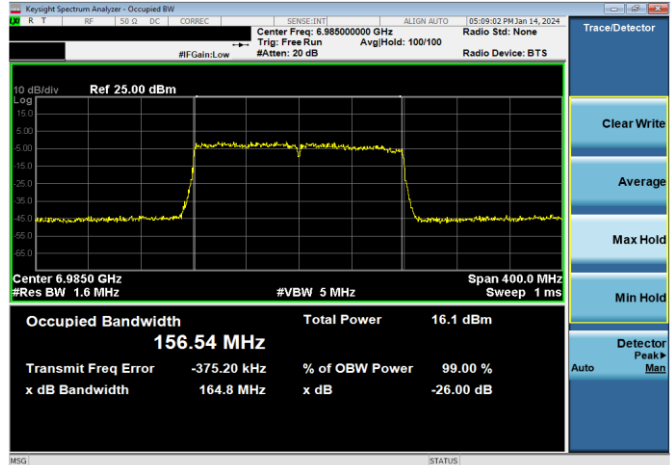 Keysight Spectrum Analyzer - Occupied BW
LXI R T RF 50 Ω DC CORREC SENSE:INT ALIGN AUTO 05:09:02 PM Jan 14, 2024
Center Freq: 6.985000000 GHz Radio Std: None
Trig: Free Run Avg|Hold: 100/100
#IFGain:Low #Atten: 20 dB Radio Device: BTS
Trace/Detector
10 dB/div Ref 25.00 dBm
Log
15.0
5.00
-5.00
-15.0
-25.0
-35.0
-45.0
-55.0
-65.0
Center 6.9850 GHz Span 400.0 MHz
#Res BW 1.6 MHz #VBW 5 MHz Sweep 1 ms
Occupied Bandwidth Total Power 16.1 dBm
156.54 MHz
Transmit Freq Error -375.20 kHz % of OBW Power 99.00 %
x dB Bandwidth 164.8 MHz x dB -26.00 dB
Clear Write
Average
Max Hold
Min Hold
Detector
Peak▶
Auto Man
MSG STATUS